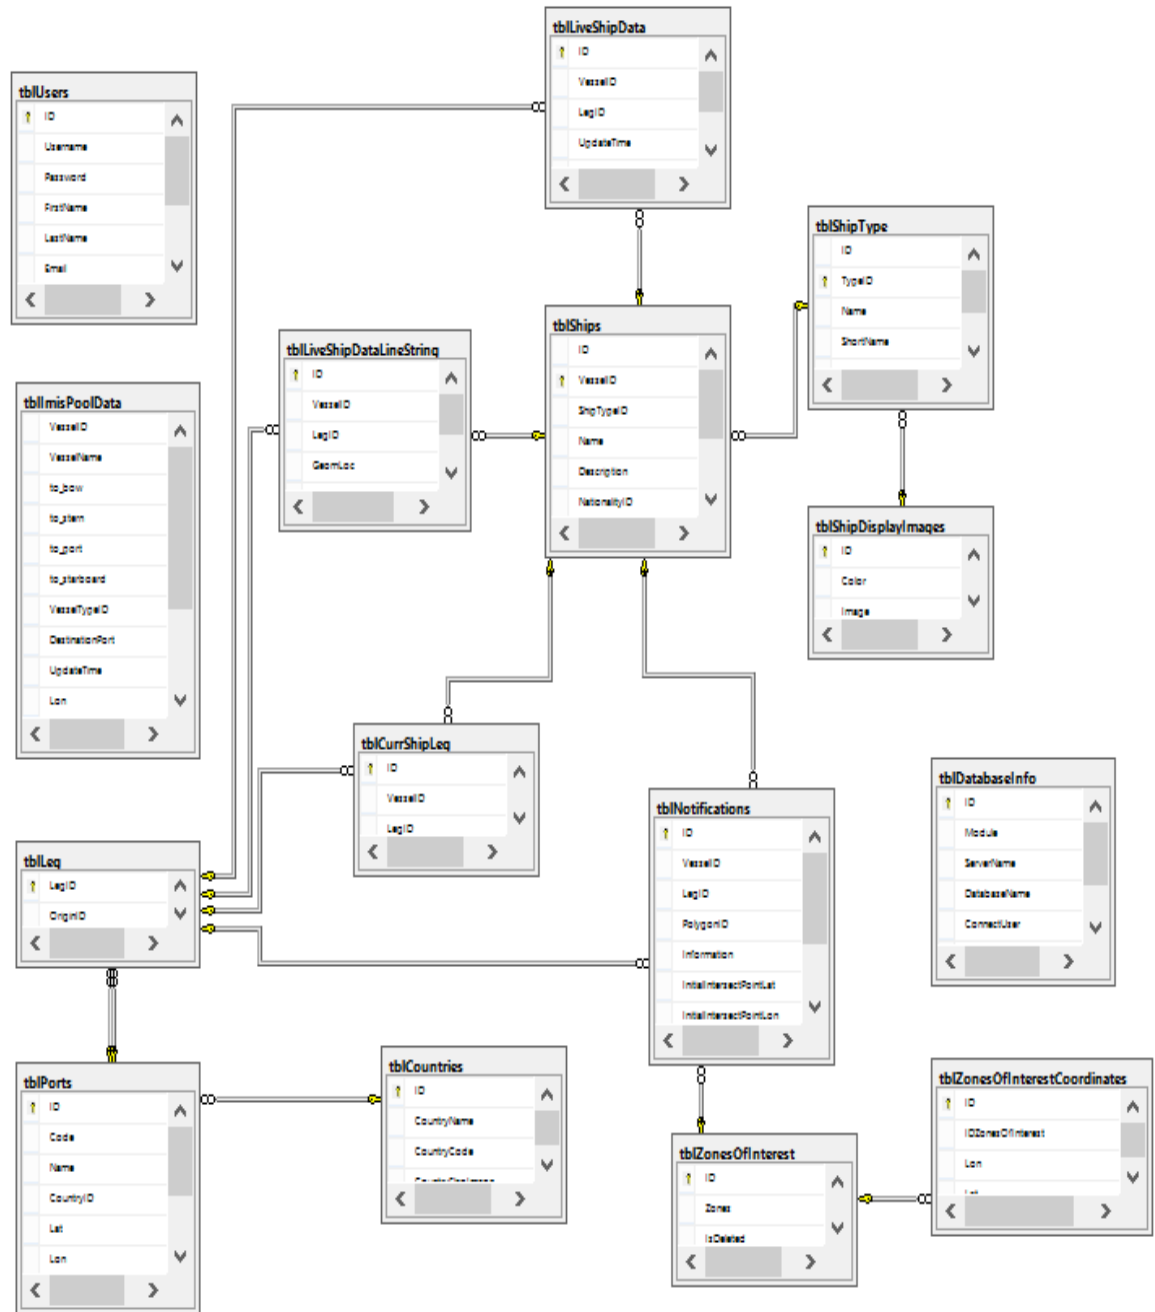 tblLiveShipData
ID
VesselID
LegID
UpdateTime
tblUsers
ID
Username
Password
FirstName
LastName
Email
tblShipType
ID
TypeID
Name
ShortName
tblShips
ID
VesselID
ShipTypeID
Name
Description
NationalityID
tblLiveShipDataLineString
ID
VesselID
LegID
GeomLoc
tblImisPoolData
VesselID
VesselName
to_bow
to_stern
to_port
to_starboard
VesselTypeID
DestinationPort
UpdateTime
Lon
tblShipDisplayImages
ID
Color
Image
tblCurrShipLeg
ID
VesselID
LegID
tblDatabaseInfo
ID
Module
ServerName
DatabaseName
ConnectUser
tblNotifications
ID
VesselID
LegID
PolygonID
Information
InitialIntersectPointLat
InitialIntersectPointLon
tblLeg
LegID
OriginID
tblPorts
ID
Code
Name
CountryID
Lat
Lon
tblCountries
ID
CountryName
CountryCode
tblZonesOfInterestCoordinates
ID
IDZonesOfInterest
Lon
Lat
tblZonesOfInterest
ID
Zones
IsDeleted